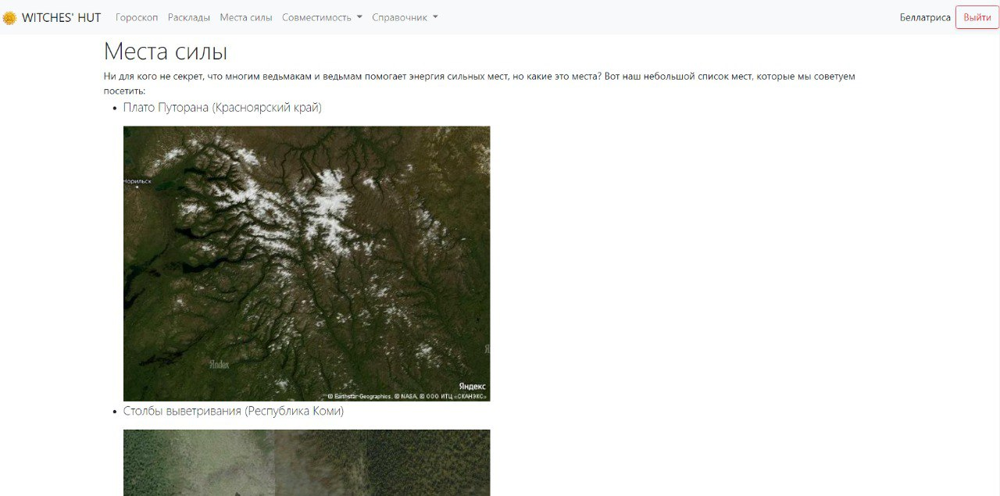 WITCHES' HUT Гороскоп Расклады Места силы Совместимость Справочник Беллатриса Выйти
Места силы
Ни для кого не секрет, что многим ведьмакам и ведьмам помогает энергия сильных мест, но какие это места? Вот наш небольшой список мест, которые мы советуем
посетить:
Плато Путорана (Красноярский край)
Норильск
Яndex
Яндекс
© Earthstar Geographics, © NASA, © ООО ИТЦ «СКАНЭКС»
Столбы выветривания (Республика Коми)